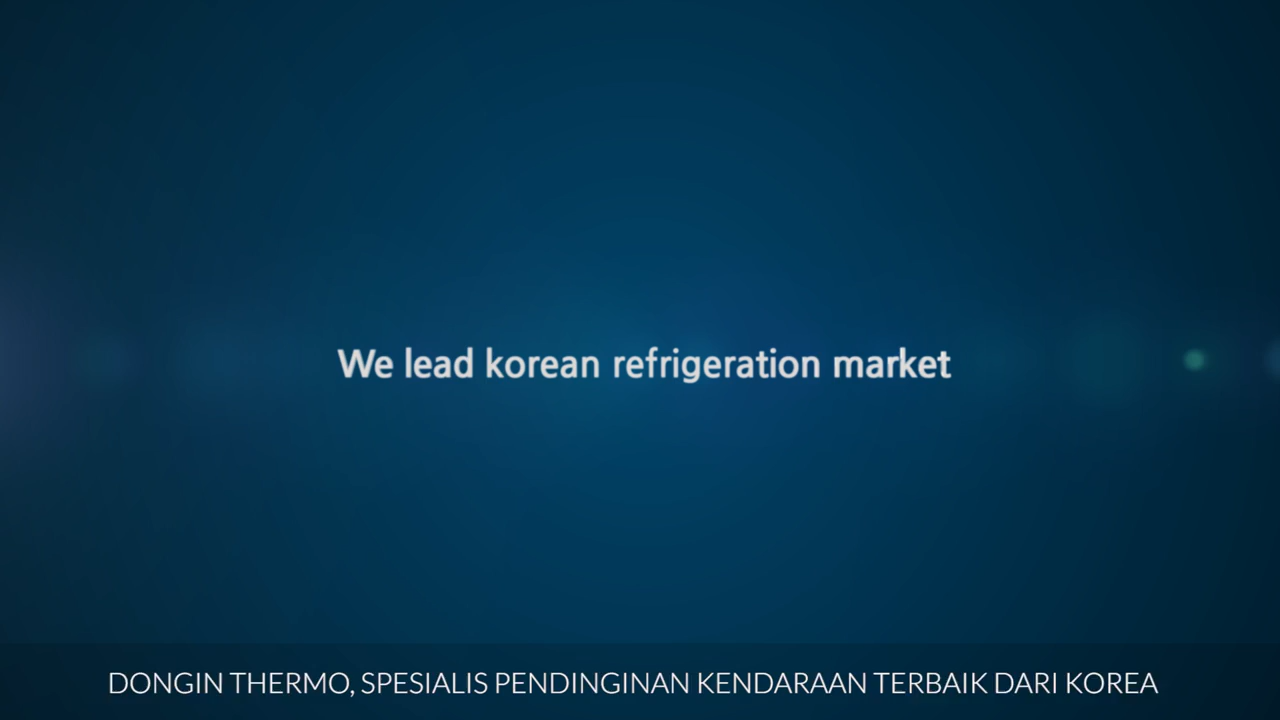 We lead korean refrigeration market
DONGIN THERMO, SPESIALIS PENDINGINAN KENDARAAN TERBAIK DARI KOREA